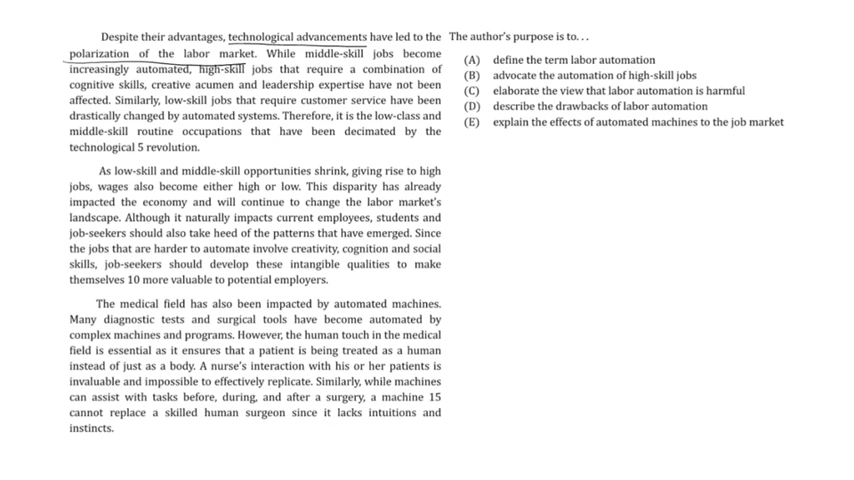 Despite their advantages, technological advancements have led to the
polarization of the labor market. While middle-skill jobs become
increasingly automated, high-skill jobs that require a combination of
cognitive skills, creative acumen and leadership expertise have not been
affected. Similarly, low-skill jobs that require customer service have been
drastically changed by automated systems. Therefore, it is the low-class and
middle-skill routine occupations that have been decimated by the
technological 5 revolution.
As low-skill and middle-skill opportunities shrink, giving rise to high
jobs, wages also become either high or low. This disparity has already
impacted the economy and will continue to change the labor market's
landscape. Although it naturally impacts current employees, students and
job-seekers should also take heed of the patterns that have emerged. Since
the jobs that are harder to automate involve creativity, cognition and social
skills, job-seekers should develop these intangible qualities to make
themselves 10 more valuable to potential employers.
The medical field has also been impacted by automated machines.
Many diagnostic tests and surgical tools have become automated by
complex machines and programs. However, the human touch in the medical
field is essential as it ensures that a patient is being treated as a human
instead of just as a body. A nurse's interaction with his or her patients is
invaluable and impossible to effectively replicate. Similarly, while machines
can assist with tasks before, during, and after a surgery, a machine 15
cannot replace a skilled human surgeon since it lacks intuitions and
instincts.
The author's purpose is to. . .
(A) define the term labor automation
(B) advocate the automation of high-skill jobs
(C) elaborate the view that labor automation is harmful
(D) describe the drawbacks of labor automation
(E) explain the effects of automated machines to the job market